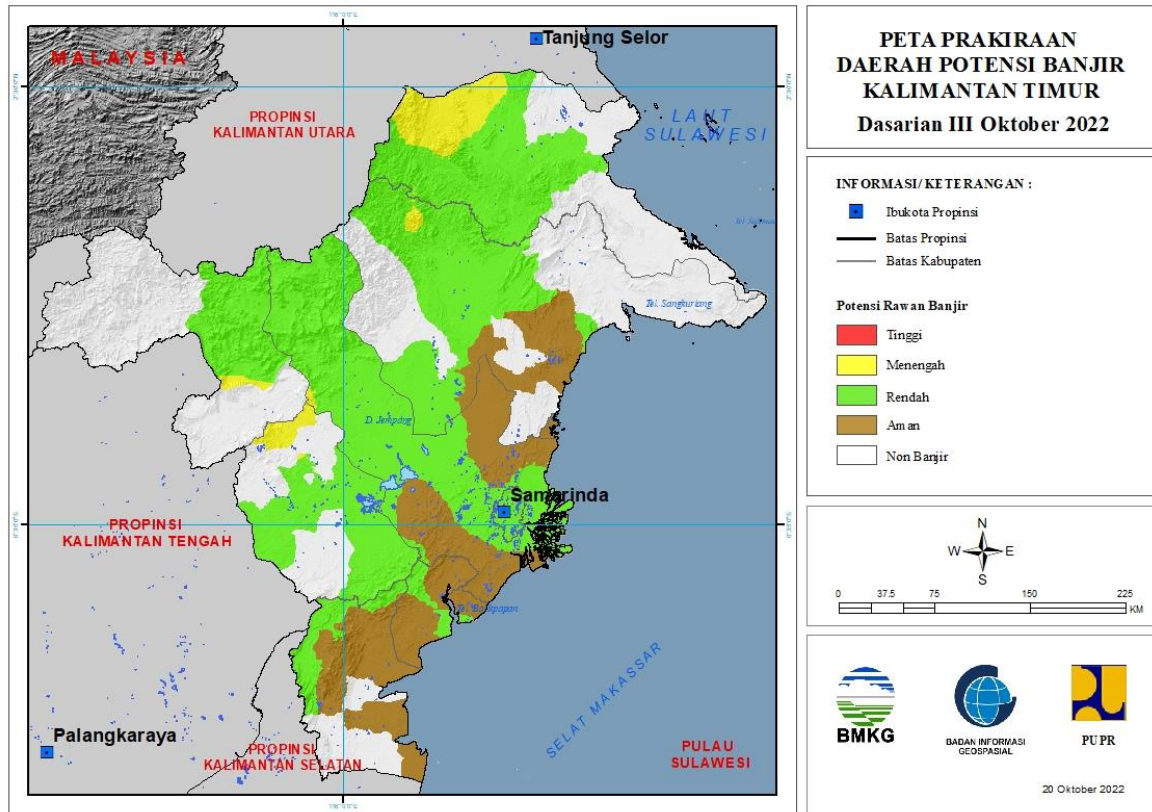 Tanjung Selor
MALAYSIA
PROPINSI
KALIMANTAN UTARA
LAUT
SULAWESI
Tel. Sangkuriang
D. Jempang
Samarinda
PROPINSI
KALIMANTAN TENGAH
SELAT MAKASSAR
Palangkaraya
PROPINSI
KALIMANTAN SELATAN
PULAU
SULAWESI
PETA PRAKIRAAN
DAERAH POTENSI BANJIR
KALIMANTAN TIMUR
Dasarian III Oktober 2022
INFORMASI/KETERANGAN :
Ibukota Propinsi
Batas Propinsi
Batas Kabupaten
Potensi Rawan Banjir
Tinggi
Menengah
Rendah
Aman
Non Banjir
N
W E
S
0 37.5 75 150 225
KM
BMKG
BADAN INFORMASI
GEOSPASIAL
PUPR
20 Oktober 2022